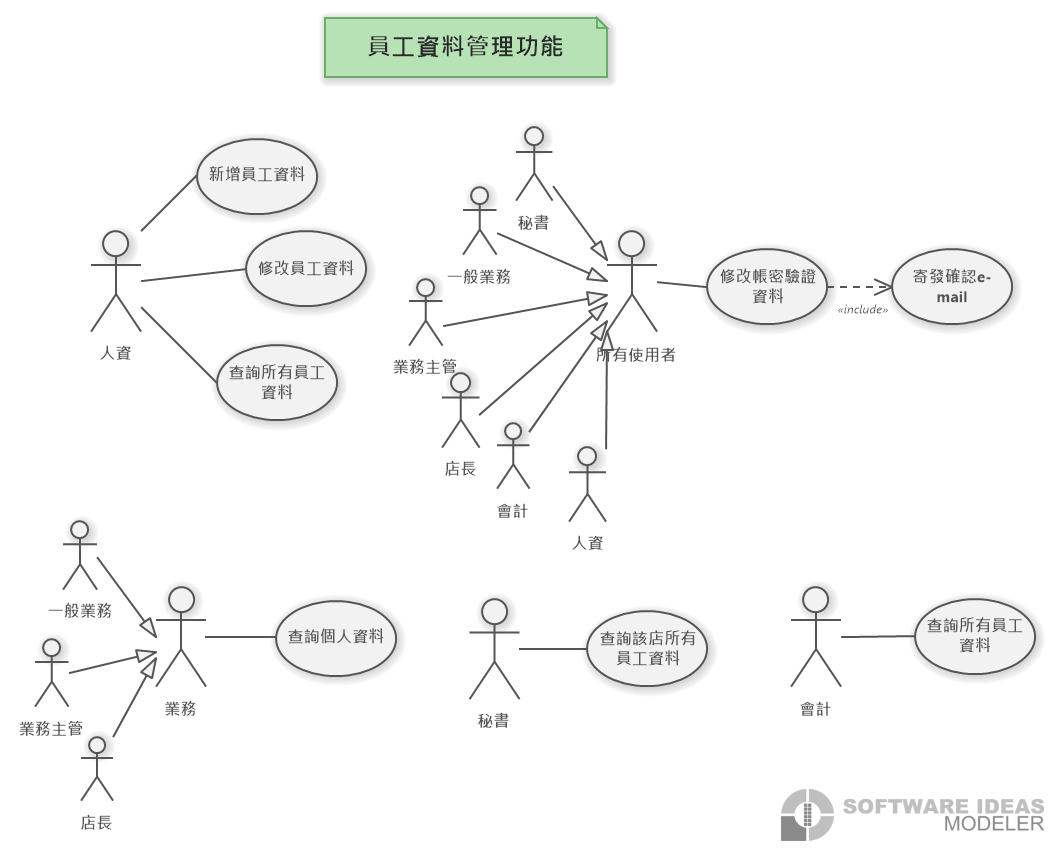 員工資料管理功能
新增員工資料
修改員工資料
查詢所有員工
資料
人資
秘書
一般業務
業務主管
店長
會計
人資
所有使用者
修改帳密驗證
資料
«include»
寄發確認e-
mail
一般業務
業務主管
店長
業務
查詢個人資料
秘書
查詢該店所有
員工資料
會計
查詢所有員工
資料
SOFTWARE IDEAS
MODELER